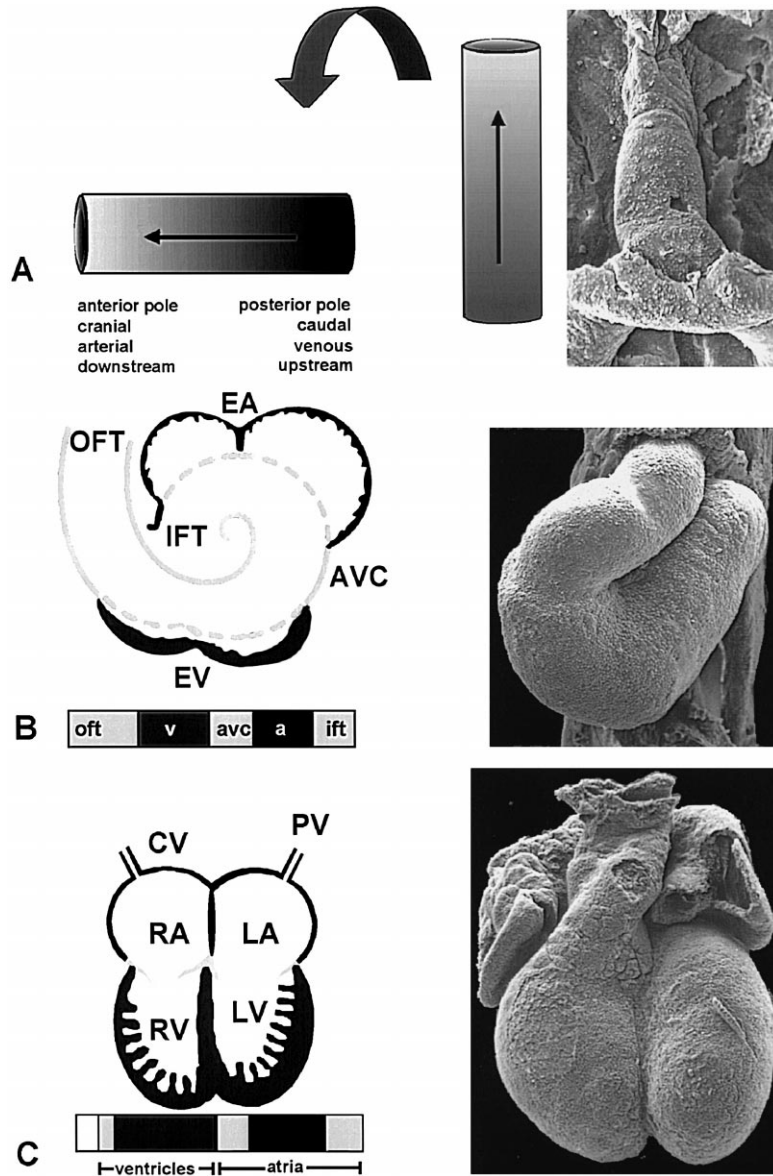 A
anterior pole
cranial
arterial
downstream
posterior pole
caudal
venous
upstream
EA
OFT
IFT
AVC
EV
B
oft v avc a ift
CV PV
RA LA
RV LV
C
ventricles atria